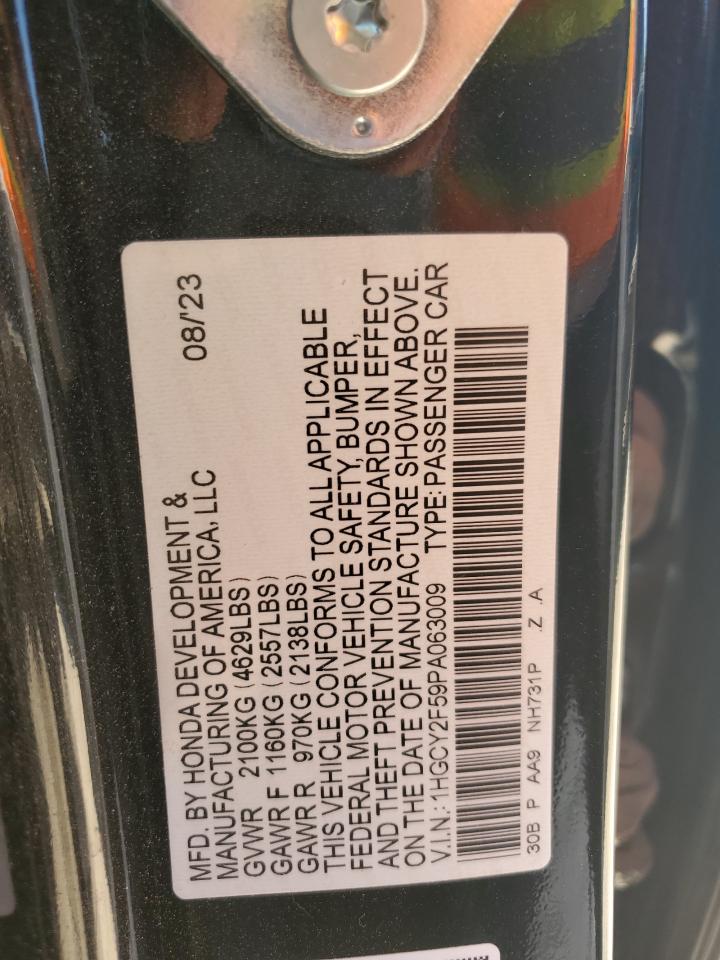 MFD. BY HONDA DEVELOPMENT &
MANUFACTURING OF AMERICA, LLC 08/'23
GVWR 2100KG (4629LBS)
GAWR F 1160KG (2557LBS)
GAWR R 970KG (2138LBS)
THIS VEHICLE CONFORMS TO ALL APPLICABLE
FEDERAL MOTOR VEHICLE SAFETY, BUMPER,
AND THEFT PREVENTION STANDARDS IN EFFECT
ON THE DATE OF MANUFACTURE SHOWN ABOVE.
V.I.N.: 1HGCY2F59PA063009 TYPE: PASSENGER CAR
30B P AA9 NH731P .Z .A